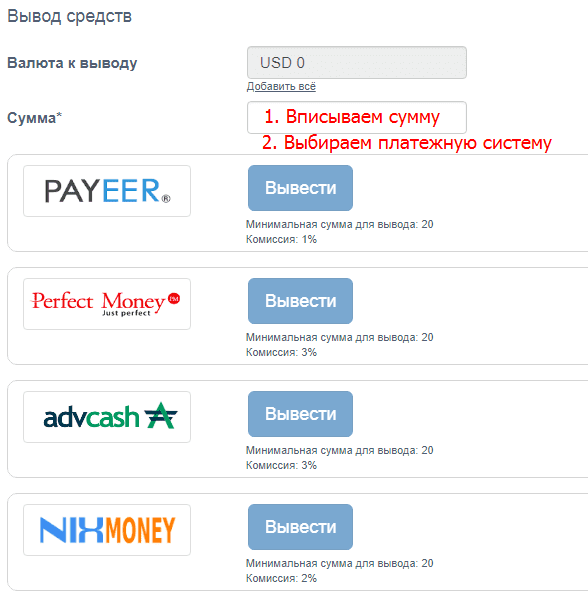 Вывод средств
Валюта к выводу
USD 0
Добавить всё
Сумма*
1. Вписываем сумму
2. Выбираем платежную систему
PAYEER®
Вывести
Минимальная сумма для вывода: 20
Комиссия: 1%
Perfect Money PM
Just perfect
Вывести
Минимальная сумма для вывода: 20
Комиссия: 3%
advcash
Вывести
Минимальная сумма для вывода: 20
Комиссия: 3%
NIXMONEY
Вывести
Минимальная сумма для вывода: 20
Комиссия: 2%